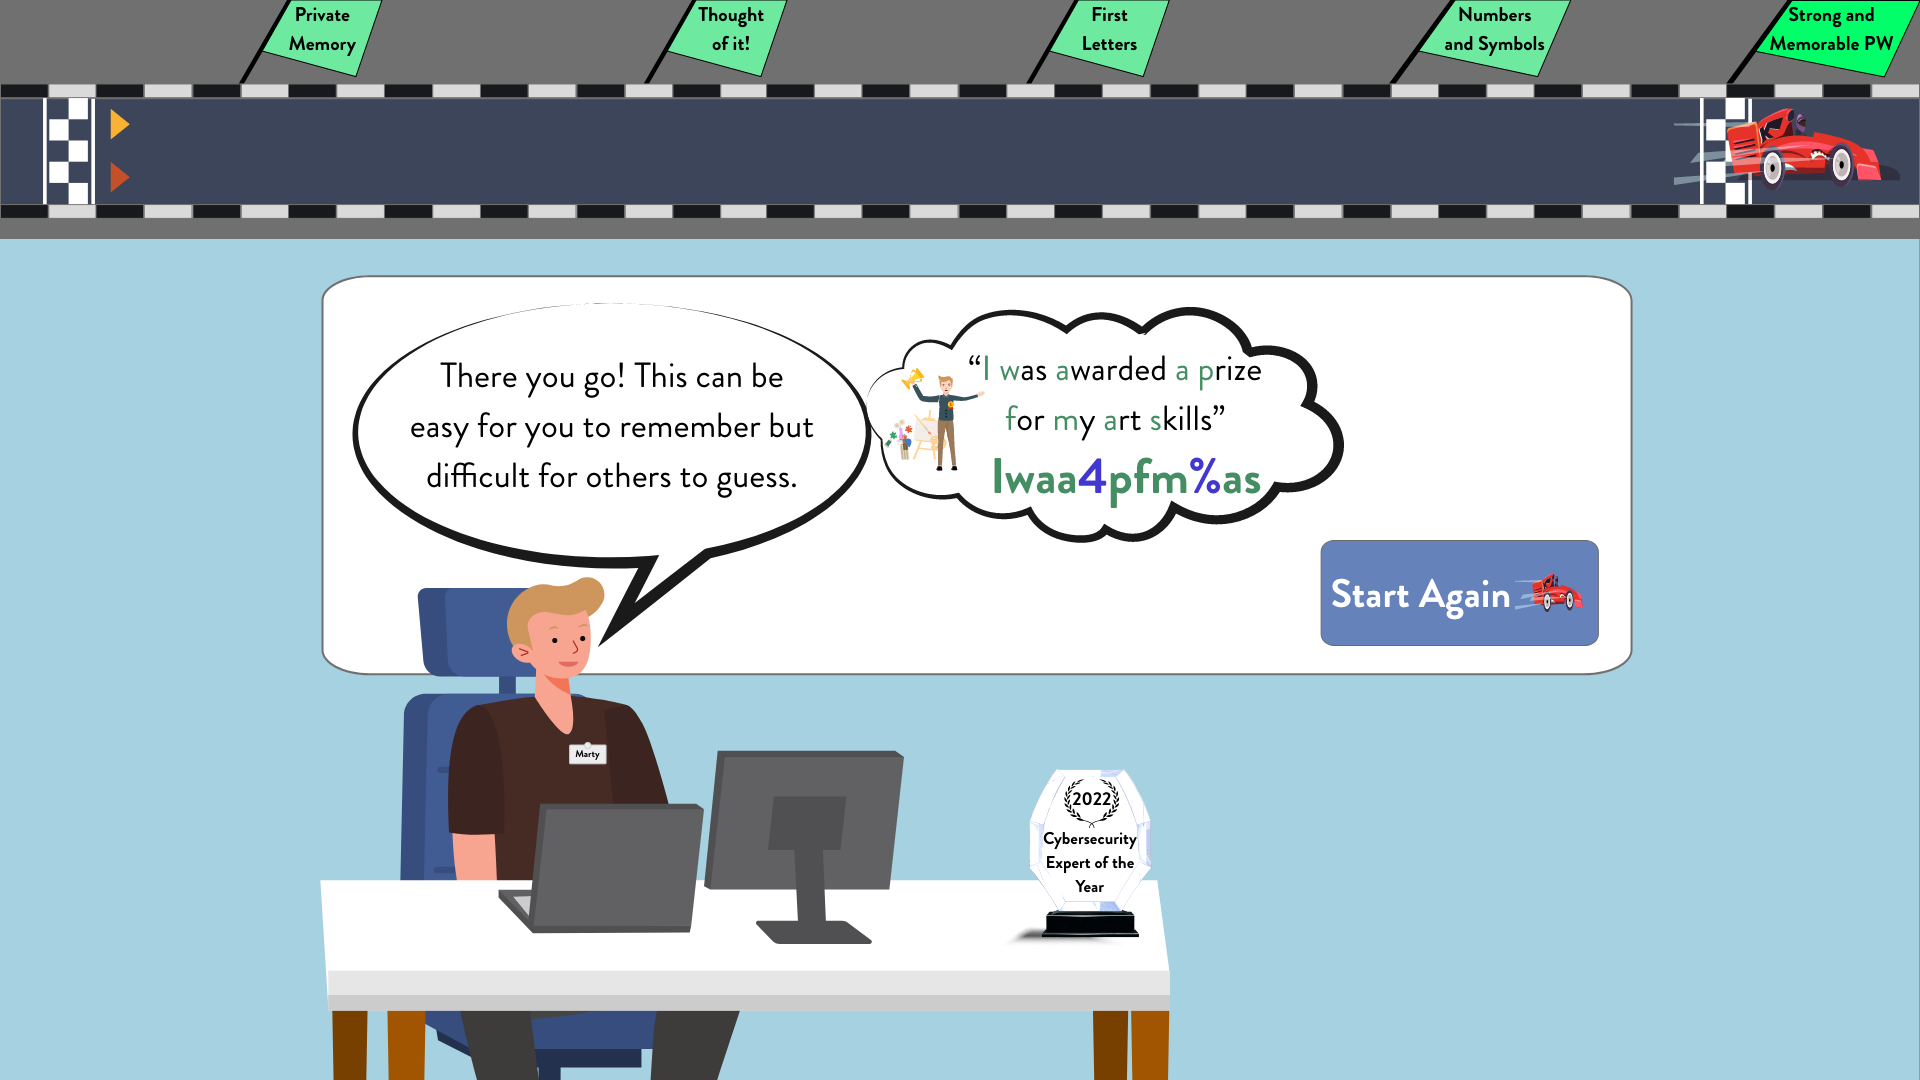 Private
Memory
Thought
of it!
First
Letters
Numbers
and Symbols
Strong and
Memorable PW
There you go! This can be
easy for you to remember but
difficult for others to guess.
“I was awarded a prize
for my art skills”
Iwaa4pfm%as
Start Again
Marty
2022
Cybersecurity
Expert of the
Year